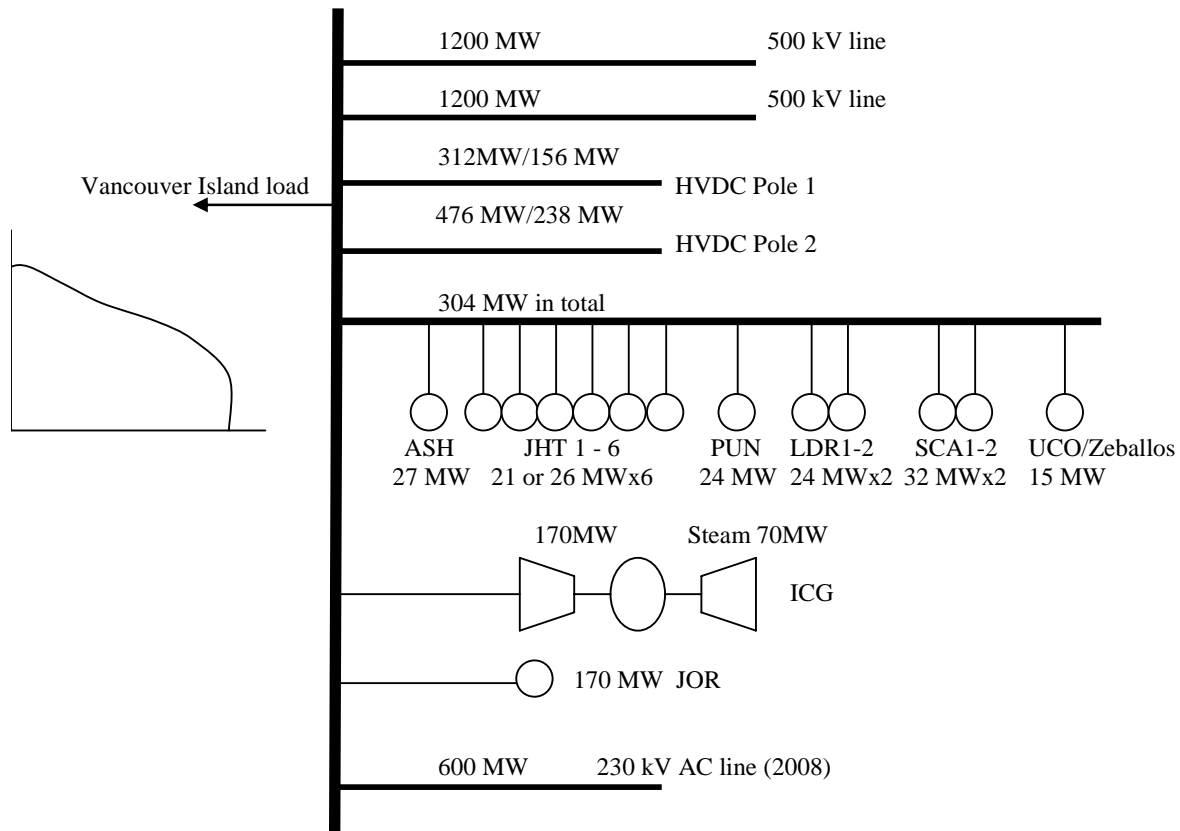 1200 MW 500 kV line
1200 MW 500 kV line
312MW/156 MW
HVDC Pole 1
Vancouver Island load
476 MW/238 MW
HVDC Pole 2
304 MW in total
ASH JHT 1 - 6 PUN LDR1-2 SCA1-2 UCO/Zeballos
27 MW 21 or 26 MWx6 24 MW 24 MWx2 32 MWx2 15 MW
170MW Steam 70MW
ICG
170 MW JOR
600 MW 230 kV AC line (2008)